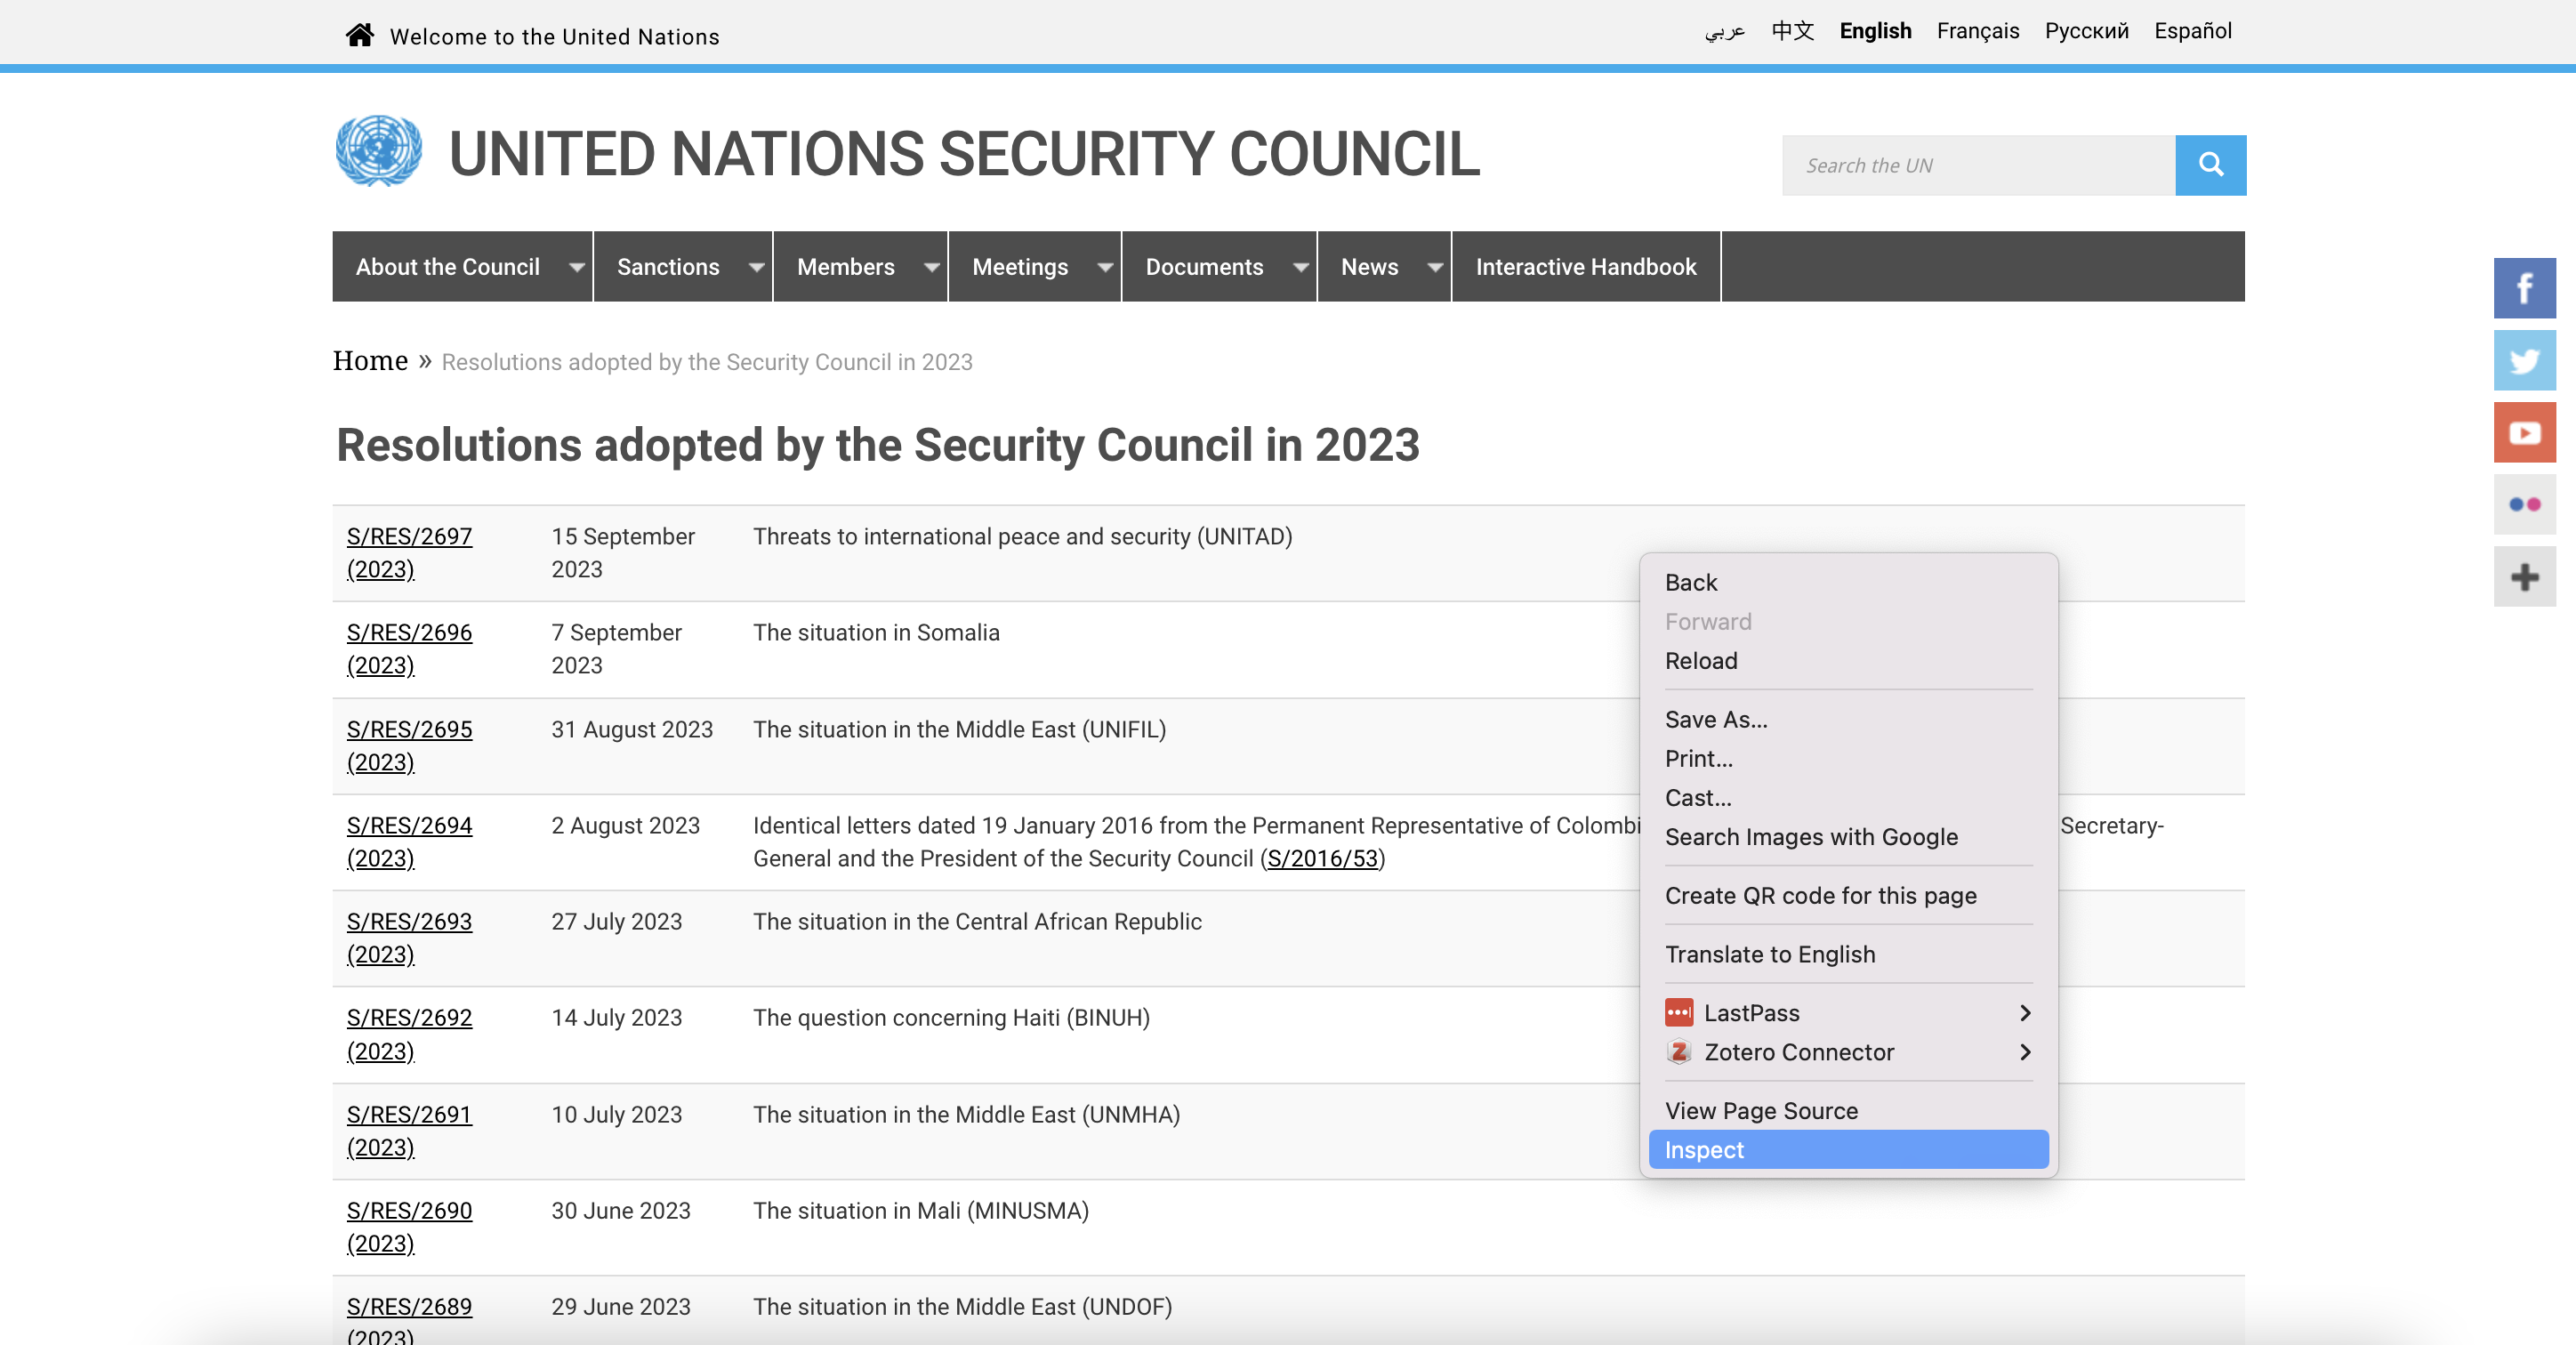 Welcome to the United Nations
عربي 中文 English Français Русский Español
UNITED NATIONS SECURITY COUNCIL
Search the UN
About the Council Sanctions Members Meetings Documents News Interactive Handbook
Home » Resolutions adopted by the Security Council in 2023
Resolutions adopted by the Security Council in 2023
S/RES/2697
(2023)
15 September
2023
Threats to international peace and security (UNITAD)
S/RES/2696
(2023)
7 September
2023
The situation in Somalia
S/RES/2695
(2023)
31 August 2023
The situation in the Middle East (UNIFIL)
S/RES/2694
(2023)
2 August 2023
Identical letters dated 19 January 2016 from the Permanent Representative of Colombi Secretary-
General and the President of the Security Council (S/2016/53)
S/RES/2693
(2023)
27 July 2023
The situation in the Central African Republic
S/RES/2692
(2023)
14 July 2023
The question concerning Haiti (BINUH)
S/RES/2691
(2023)
10 July 2023
The situation in the Middle East (UNMHA)
S/RES/2690
(2023)
30 June 2023
The situation in Mali (MINUSMA)
S/RES/2689
(2023)
29 June 2023
The situation in the Middle East (UNDOF)
Back
Forward
Reload
Save As...
Print...
Cast...
Search Images with Google
Create QR code for this page
Translate to English
LastPass
Zotero Connector
View Page Source
Inspect